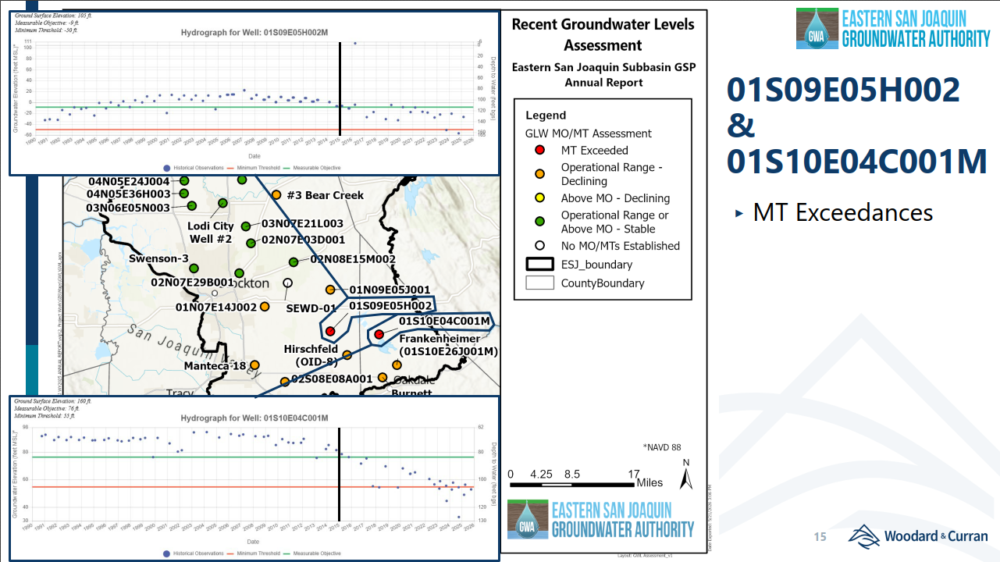 Ground Surface Elevation: 105 ft.
Measurable Objective: -9 ft.
Minimum Threshold: -50 ft.
Hydrograph for Well: 01S09E05H002M
Groundwater Elevation (feet MSL)*
Depth to Water (feet bgs)
111
100
80
60
40
20
0
-20
-40
-60
-6
0
20
40
60
80
100
120
140
160
165
1990 1991 1992 1993 1994 1995 1996 1997 1998 1999 2000 2001 2002 2003 2004 2005 2006 2007 2008 2009 2010 2011 2012 2013 2014 2015 2016 2017 2018 2019 2020 2021 2022 2023 2024 2025 2026
Date
Historical Observations Minimum Threshold Measurable Objective
04N05E24J004
04N05E36H003
03N06E05N003
#3 Bear Creek
Lodi City
Well #2
03N07E21L003
02N07E03D001
Swenson-3
02N08E15M002
02N07E29B001
ockton
01N09E05J001
SEWD-01
01S09E05H002
01N07E14J002
01S10E04C001M
San Joaquin
Frankenheimer
(01S10E26J001M)
Hirschfeld
(OID-8)
Manteca 18
02S08E08A001
Oakdale
Tracy
Burnett
Ground Surface Elevation: 160 ft.
Measurable Objective: 76 ft.
Minimum Threshold: 55 ft.
Hydrograph for Well: 01S10E04C001M
Groundwater Elevation (feet MSL)*
Depth to Water (feet bgs)
98
80
60
40
30
62
80
100
120
130
1990 1991 1992 1993 1994 1995 1996 1997 1998 1999 2000 2001 2002 2003 2004 2005 2006 2007 2008 2009 2010 2011 2012 2013 2014 2015 2016 2017 2018 2019 2020 2021 2022 2023 2024 2025 2026
Date
Historical Observations Minimum Threshold Measurable Objective
Recent Groundwater Levels
Assessment
Eastern San Joaquin Subbasin GSP
Annual Report
Legend
GLW MO/MT Assessment
MT Exceeded
Operational Range -
Declining
Above MO - Declining
Operational Range or
Above MO - Stable
No MO/MTs Established
ESJ_boundary
CountyBoundary
*NAVD 88
N
0 4.25 8.5 17
Miles
GWA
EASTERN SAN JOAQUIN
GROUNDWATER AUTHORITY
Layout: GWL Assessment_v1
GWA
EASTERN SAN JOAQUIN
GROUNDWATER AUTHORITY
01S09E05H002
&
01S10E04C001M
▸ MT Exceedances
15
Woodard & Curran